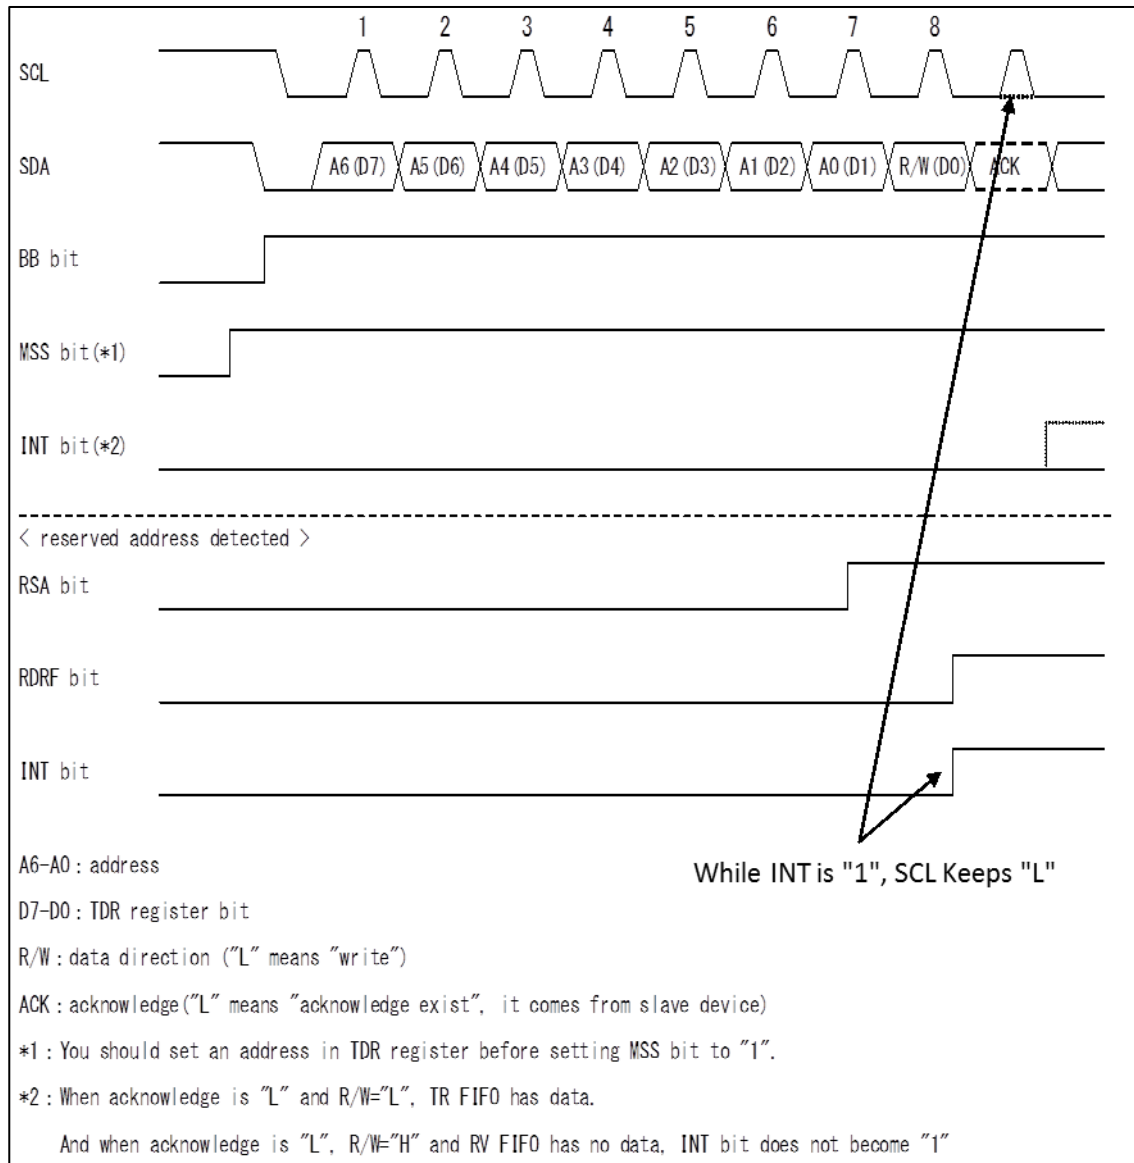 1 2 3 4 5 6 7 8
SCL
SDA A6(D7) A5(D6) A4(D5) A3(D4) A2(D3) A1(D2) A0(D1) R/W(D0) ACK
BB bit
MSS bit(*1)
INT bit(*2)
< reserved address detected >
RSA bit
RDRF bit
INT bit
While INT is "1", SCL Keeps "L"
A6-A0 : address
D7-D0 : TDR register bit
R/W : data direction ("L" means "write")
ACK : acknowledge("L" means "acknowledge exist", it comes from slave device)
*1 : You should set an address in TDR register before setting MSS bit to "1".
*2 : When acknowledge is "L" and R/W="L", TR FIFO has data.
And when acknowledge is "L", R/W="H" and RV FIFO has no data, INT bit does not become "1"